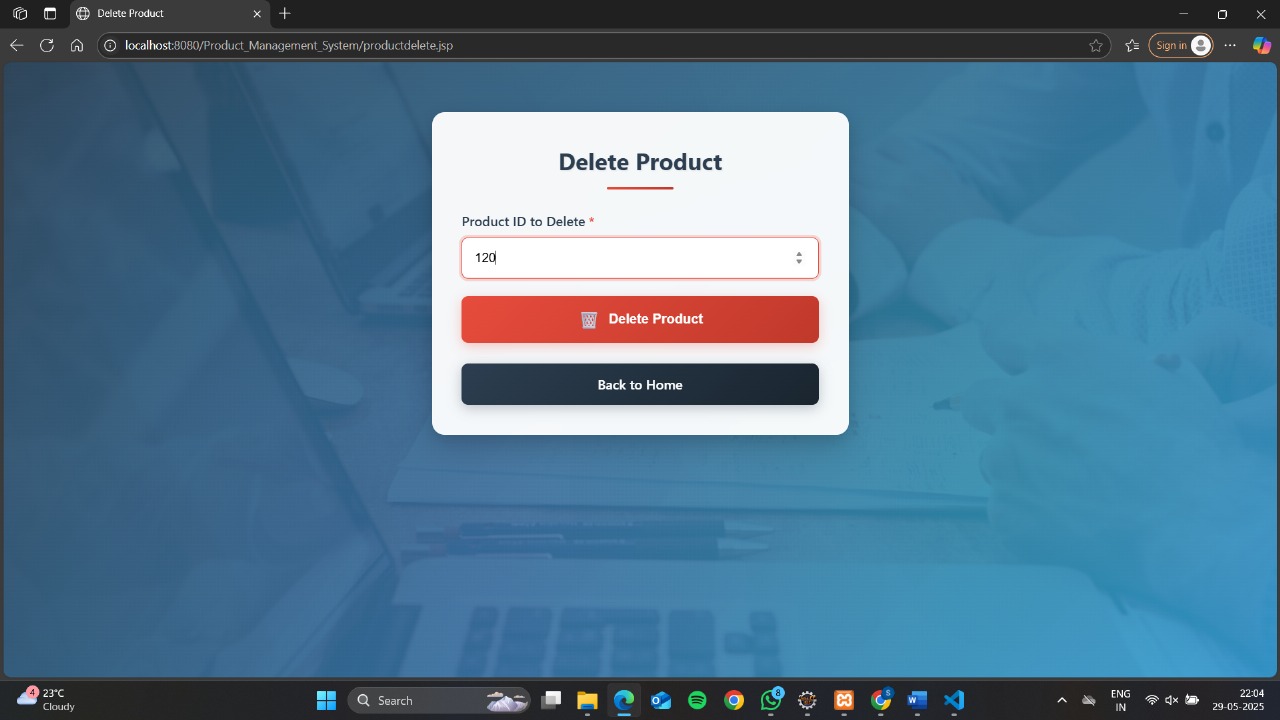 Delete Product
localhost:8080/Product_Management_System/productdelete.jsp
Sign in
Delete Product
Product ID to Delete *
120
Delete Product
Back to Home
4
23°C
Cloudy
Search
8
S
ENG
IN
22:04
29-05-2025